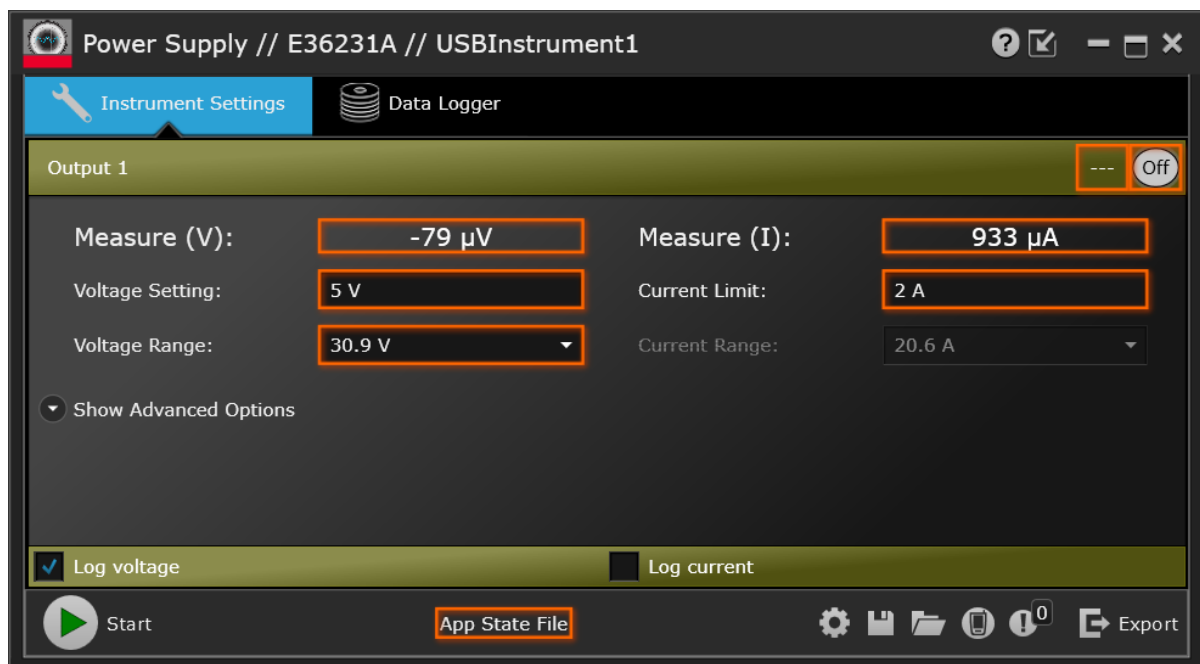 Power Supply // E36231A // USBInstrument1
Instrument Settings Data Logger
Output 1 --- Off
Measure (V): -79 µV Measure (I): 933 µA
Voltage Setting: 5 V Current Limit: 2 A
Voltage Range: 30.9 V Current Range: 20.6 A
Show Advanced Options
Log voltage Log current
Start App State File 0 Export